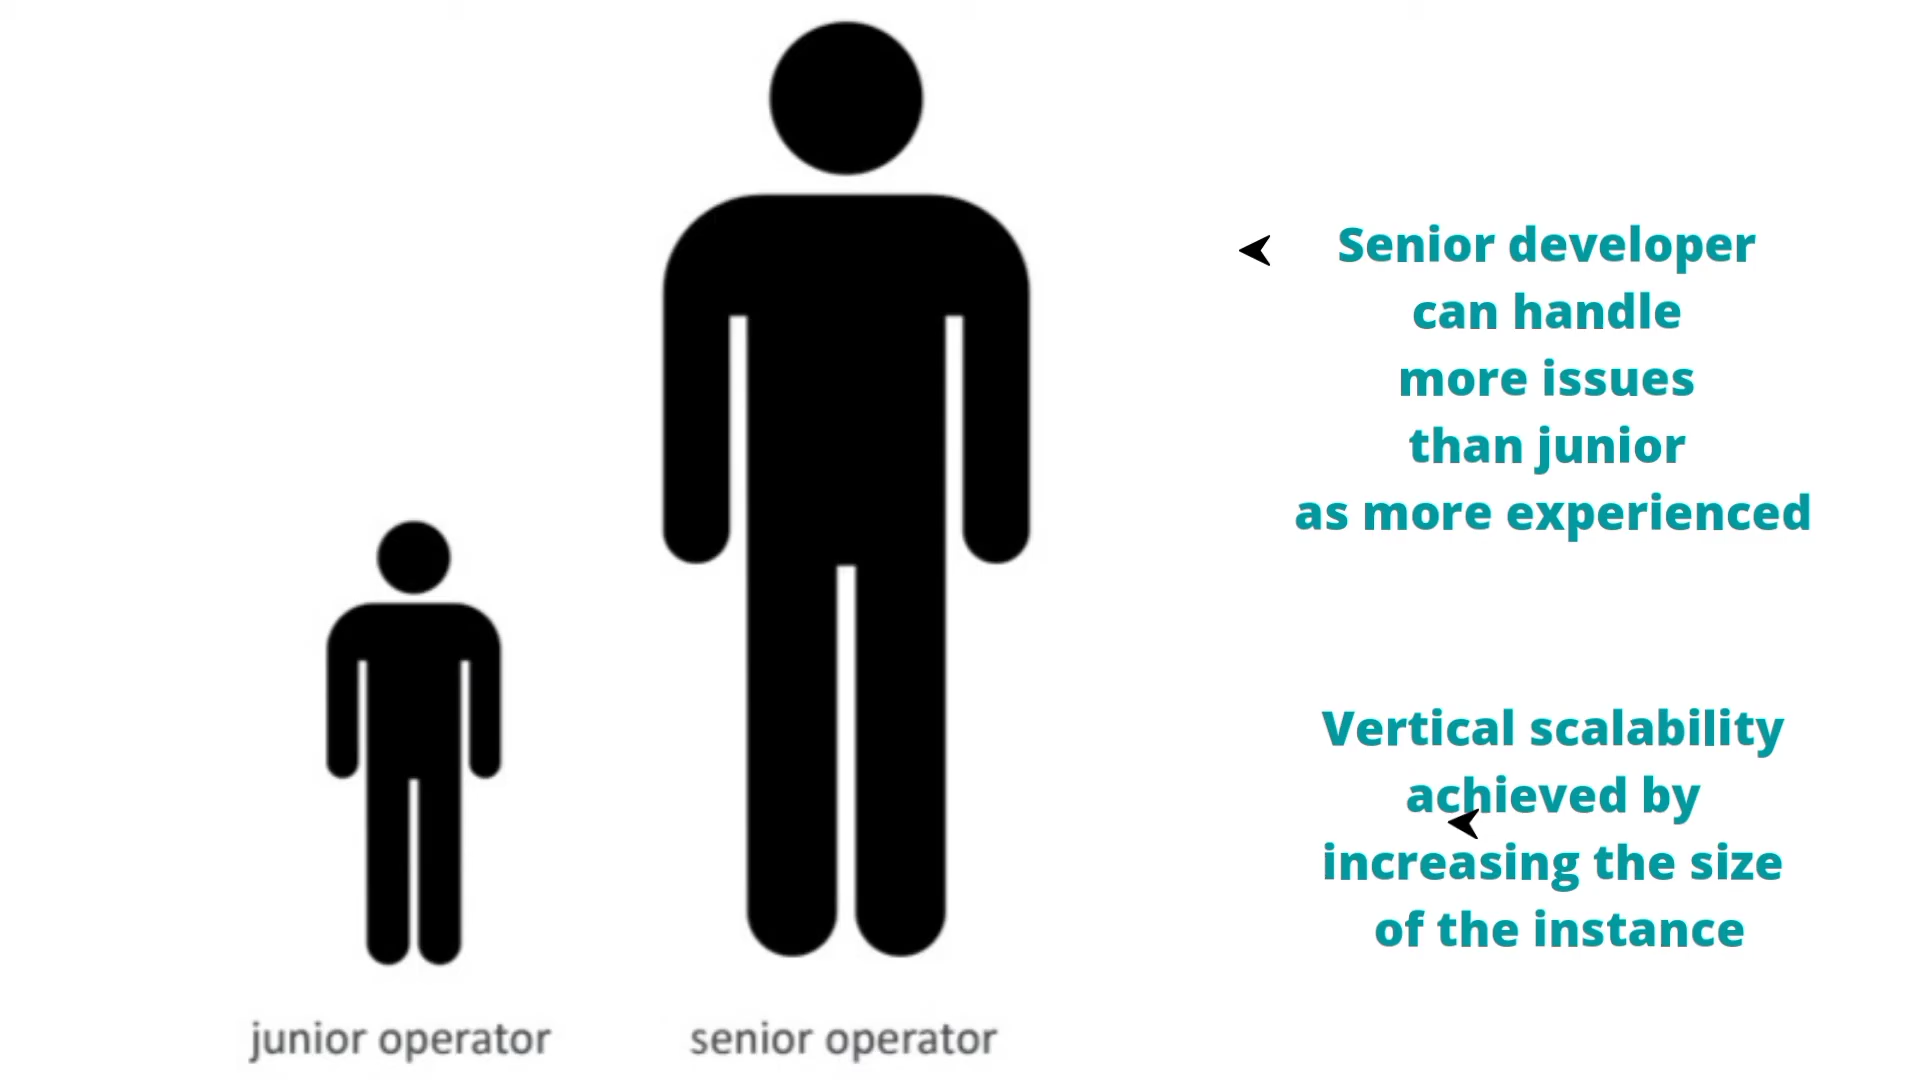 Senior developer
can handle
more issues
than junior
as more experienced
Vertical scalability
achieved by
increasing the size
of the instance
junior operator
senior operator